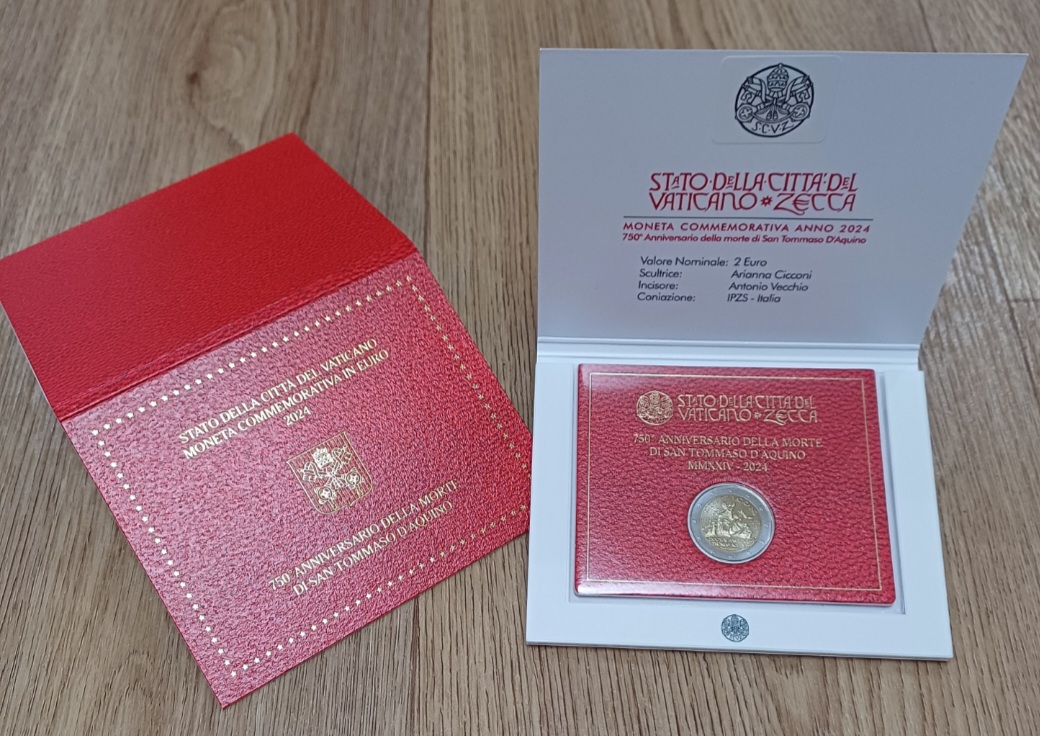 STATO DELLA CITTÀ DEL VATICANO
MONETA COMMEMORATIVA IN EURO
2024
750° ANNIVERSARIO DELLA MORTE
DI SAN TOMMASO D'AQUINO
S·C·V·Z
STATO·DELLA·CITTÀ·DEL
VATICANO ZECCA
MONETA COMMEMORATIVA ANNO 2024
750° Anniversario della morte di San Tommaso D'Aquino
Valore Nominale: 2 Euro
Scultrice: Arianna Cicconi
Incisore: Antonio Vecchio
Coniazione: IPZS - Italia
STATO·DELLA·CITTÀ·DEL
VATICANO ZECCA
750° ANNIVERSARIO DELLA MORTE
DI SAN TOMMASO D'AQUINO
MMXXIV - 2024